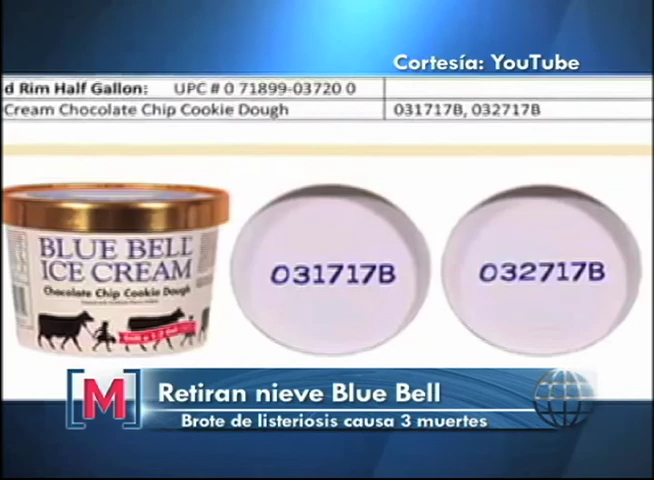 Cortesía: YouTube
d Rim Half Gallon: UPC # 0 71899-03720 0
Cream Chocolate Chip Cookie Dough 031717B, 032717B
BLUE BELL
ICE CREAM
Chocolate Chip Cookie Dough
031717B
032717B
[M]
Retiran nieve Blue Bell
Brote de listeriosis causa 3 muertes